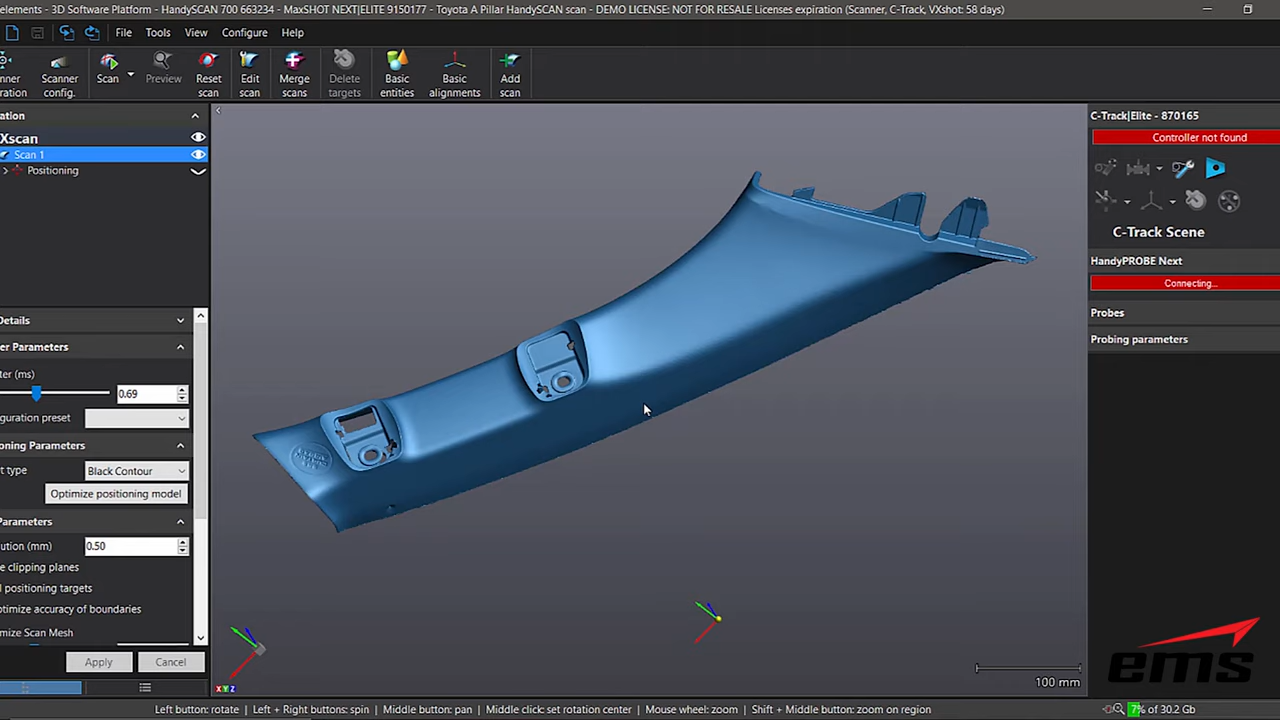 elements - 3D Software Platform - HandySCAN 700 663234 - MaxSHOT NEXT|ELITE 9150177 - Toyota A Pillar HandySCAN scan - DEMO LICENSE: NOT FOR RESALE Licenses expiration (Scanner, C-Track, VXshot: 58 days)
File Tools View Configure Help
nner
ration
Scanner
config.
Scan
Preview
Reset
scan
Edit
scan
Merge
scans
Delete
targets
Basic
entities
Basic
alignments
Add
scan
ation
Xscan
Scan 1
Positioning
Details
er Parameters
ter (ms)
0.69
guration preset
oning Parameters
t type
Black Contour
Optimize positioning model
Parameters
ution (mm)
0.50
e clipping planes
l positioning targets
ptimize accuracy of boundaries
mize Scan Mesh
Apply
Cancel
X Y Z
100 mm
C-Track|Elite - 870165
Controller not found
C-Track Scene
HandyPROBE Next
Connecting...
Probes
Probing parameters
ems
Left button: rotate | Left + Right buttons: spin | Middle button: pan | Middle click: set rotation center | Mouse wheel: zoom | Shift + Middle button: zoom on region
7% of 30.2 Gb